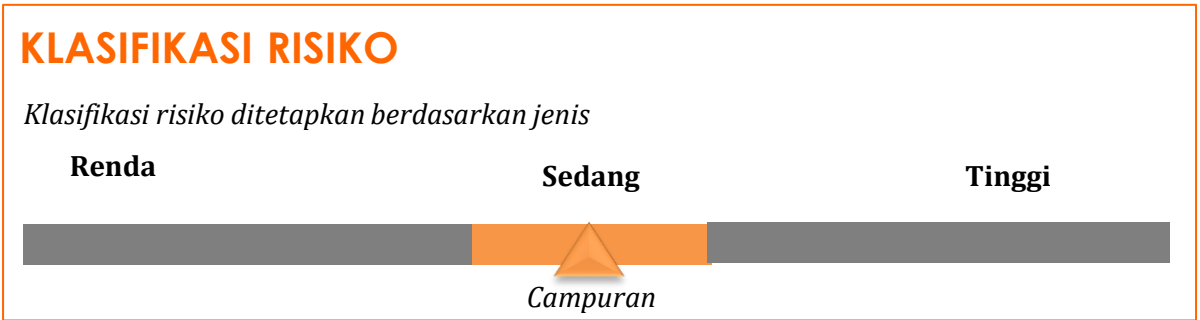 KLASIFIKASI RISIKO
Klasifikasi risiko ditetapkan berdasarkan jenis
Renda
Sedang
Tinggi
Campuran